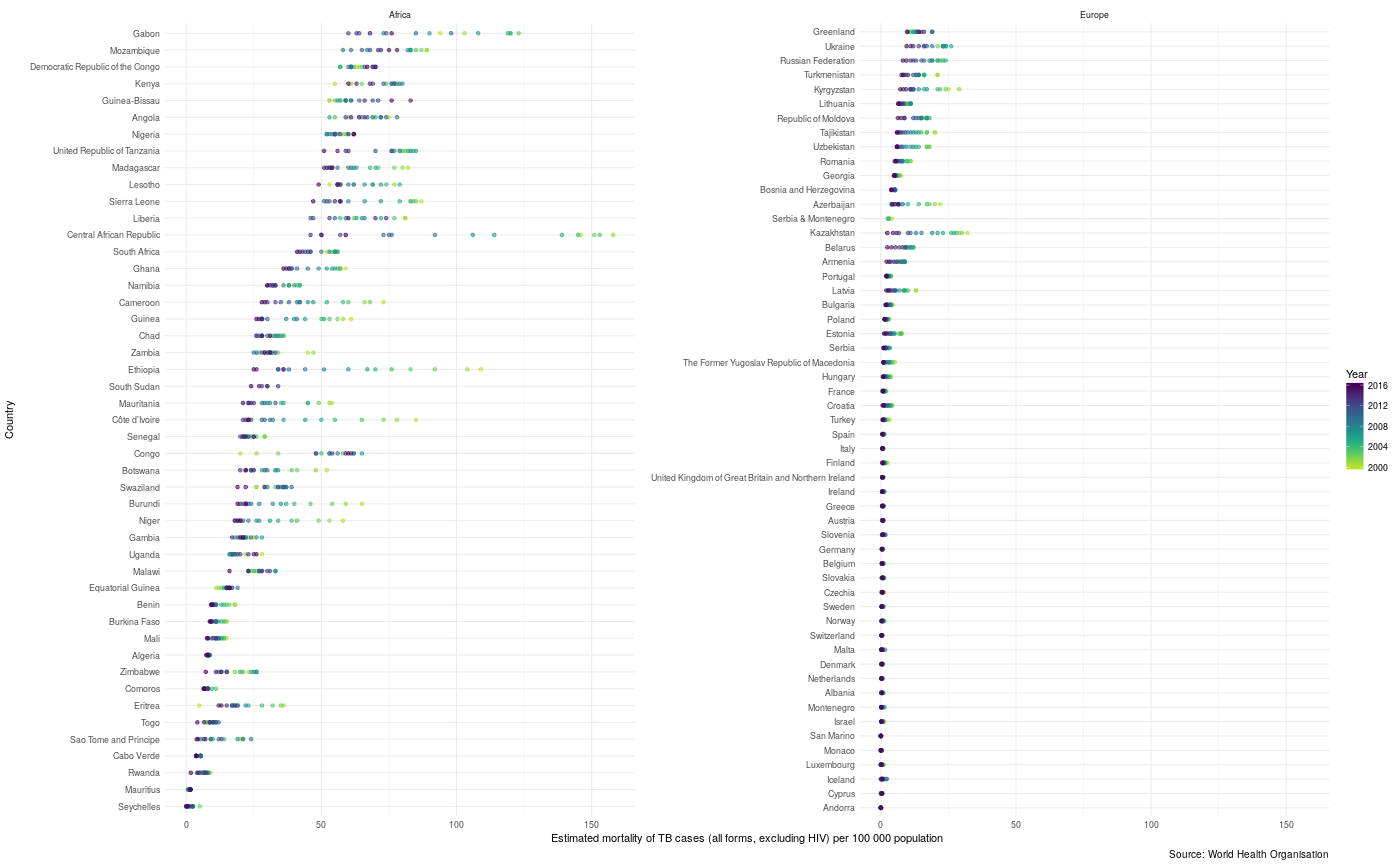 Africa
Europe
Country
Gabon
Mozambique
Democratic Republic of the Congo
Kenya
Guinea-Bissau
Angola
Nigeria
United Republic of Tanzania
Madagascar
Lesotho
Sierra Leone
Liberia
Central African Republic
South Africa
Ghana
Namibia
Cameroon
Guinea
Chad
Zambia
Ethiopia
South Sudan
Mauritania
Côte d'Ivoire
Senegal
Congo
Botswana
Swaziland
Burundi
Niger
Gambia
Uganda
Malawi
Equatorial Guinea
Benin
Burkina Faso
Mali
Algeria
Zimbabwe
Comoros
Eritrea
Togo
Sao Tome and Principe
Cabo Verde
Rwanda
Mauritius
Seychelles
0 50 100 150
Greenland
Ukraine
Russian Federation
Turkmenistan
Kyrgyzstan
Lithuania
Republic of Moldova
Tajikistan
Uzbekistan
Romania
Georgia
Bosnia and Herzegovina
Azerbaijan
Serbia & Montenegro
Kazakhstan
Belarus
Armenia
Portugal
Latvia
Bulgaria
Poland
Estonia
Serbia
The Former Yugoslav Republic of Macedonia
Hungary
France
Croatia
Turkey
Spain
Italy
Finland
United Kingdom of Great Britain and Northern Ireland
Ireland
Greece
Austria
Slovenia
Germany
Belgium
Slovakia
Czechia
Sweden
Norway
Switzerland
Malta
Denmark
Netherlands
Albania
Montenegro
Israel
San Marino
Monaco
Luxembourg
Iceland
Cyprus
Andorra
0 50 100 150
Year
2016
2012
2008
2004
2000
Estimated mortality of TB cases (all forms, excluding HIV) per 100 000 population
Source: World Health Organisation